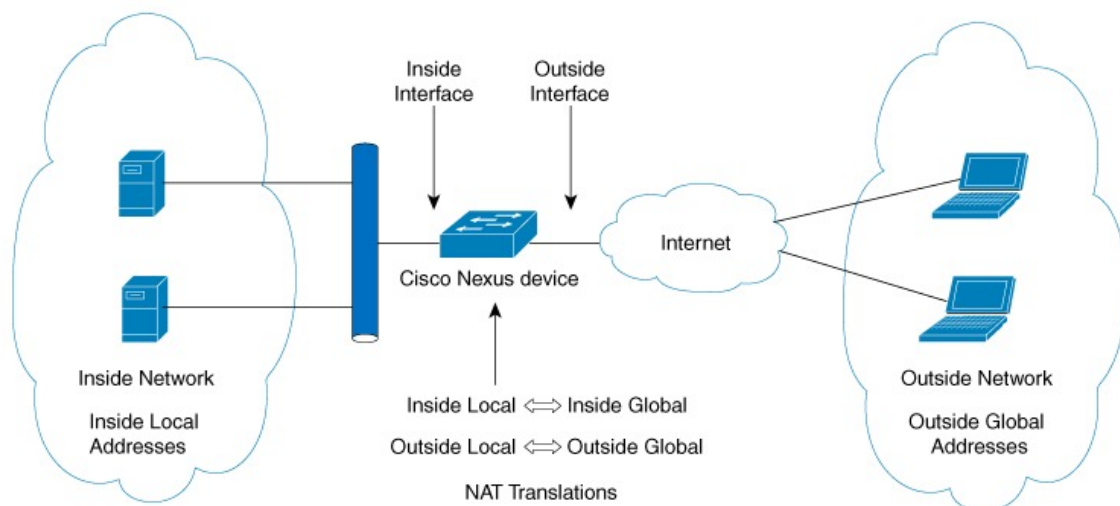 Inside
Interface
Outside
Interface
Internet
Cisco Nexus device
Inside Network
Inside Local
Addresses
Outside Network
Outside Global
Addresses
Inside Local ⇔ Inside Global
Outside Local ⇔ Outside Global
NAT Translations